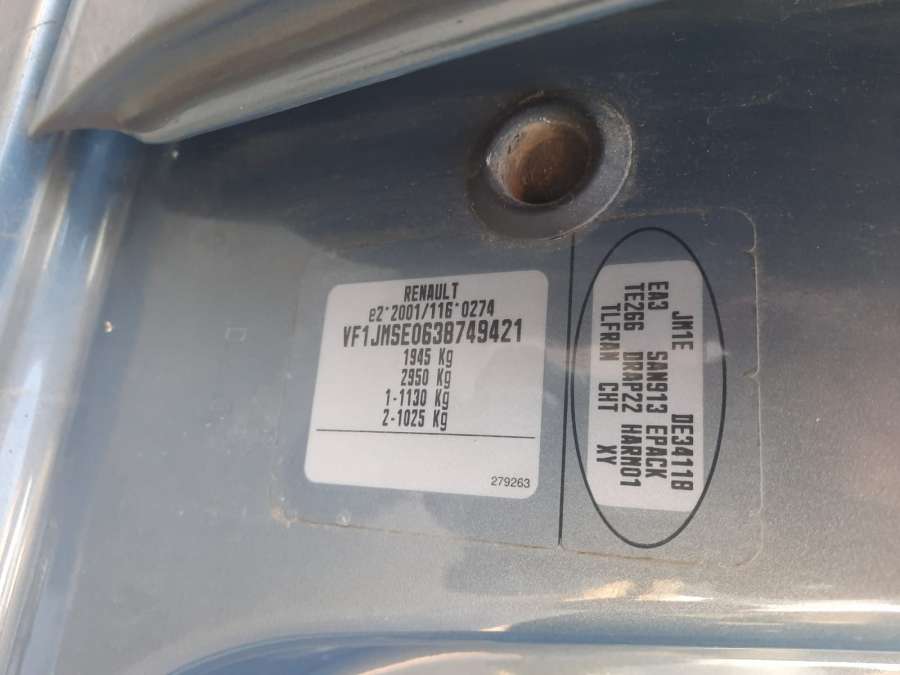 RENAULT
e2*2001/116*0274
VF1JMSE0638749421
1945 Kg
2950 Kg
1-1130 Kg
2-1025 Kg
279263
JM1E DE3411B
EA3 SAN913 EPACK
TE266 DRAP22 HARM01
TLFRAN CHT XY